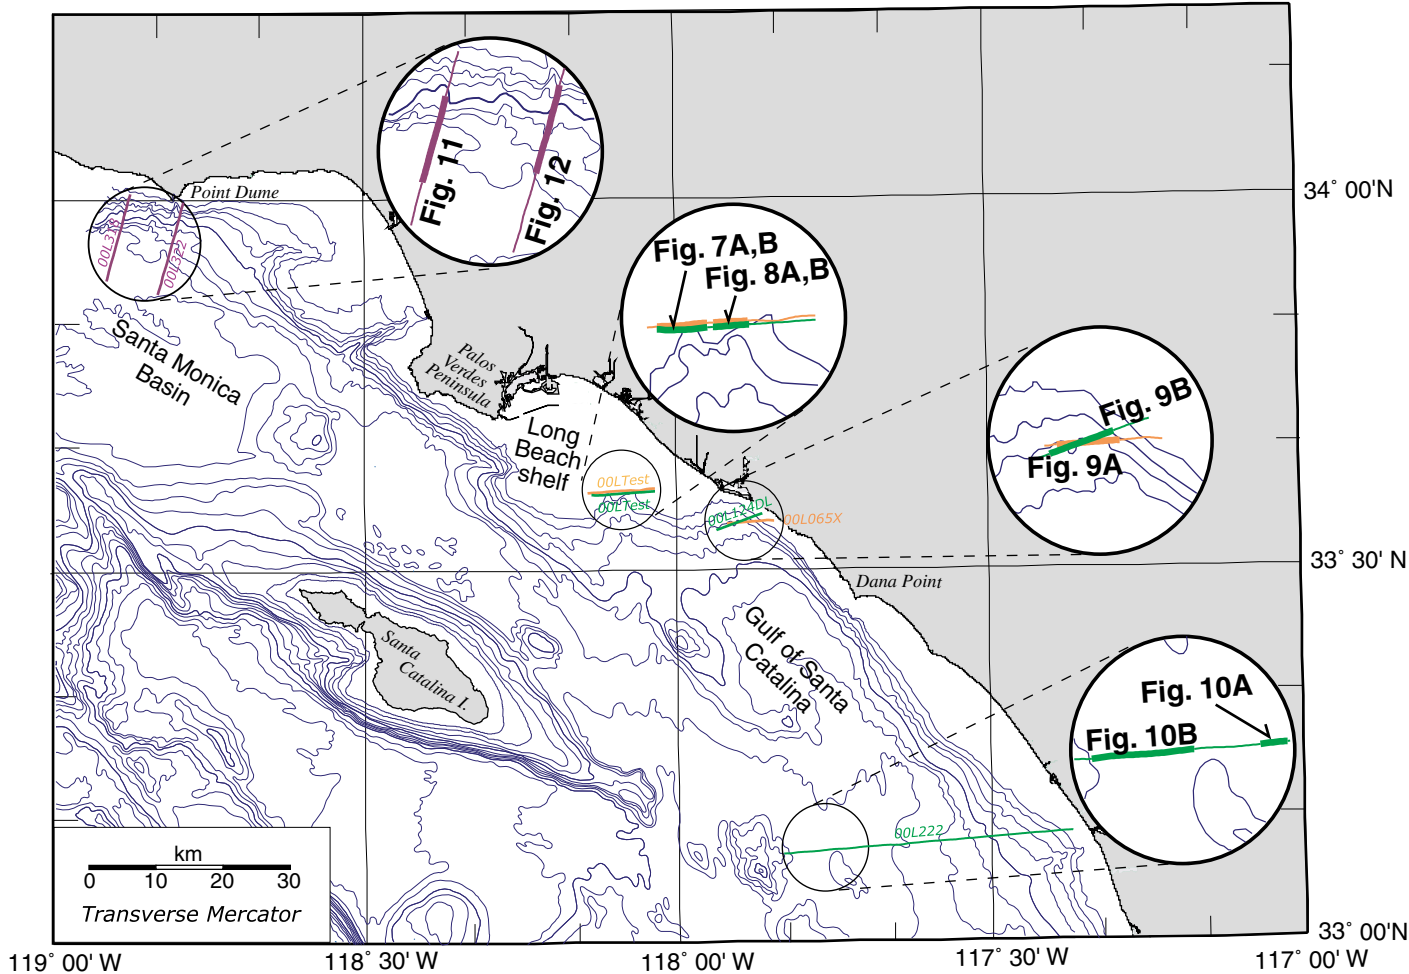 Fig. 11
Fig. 12
Point Dume
34° 00'N
00L322
Fig. 7A,B
Fig. 8A,B
Santa Monica
Basin
Palos
Verdes
Peninsula
Fig. 9B
Fig. 9A
Long
Beach
shelf
00LTest
00LTest
00L124DL
00L065X
33° 30' N
Dana Point
Gulf of Santa
Catalina
Santa
Catalina I.
Fig. 10A
Fig. 10B
00L222
km
0 10 20 30
Transverse Mercator
33° 00'N
119° 00' W
118° 30' W
118° 00' W
117° 30' W
117° 00' W